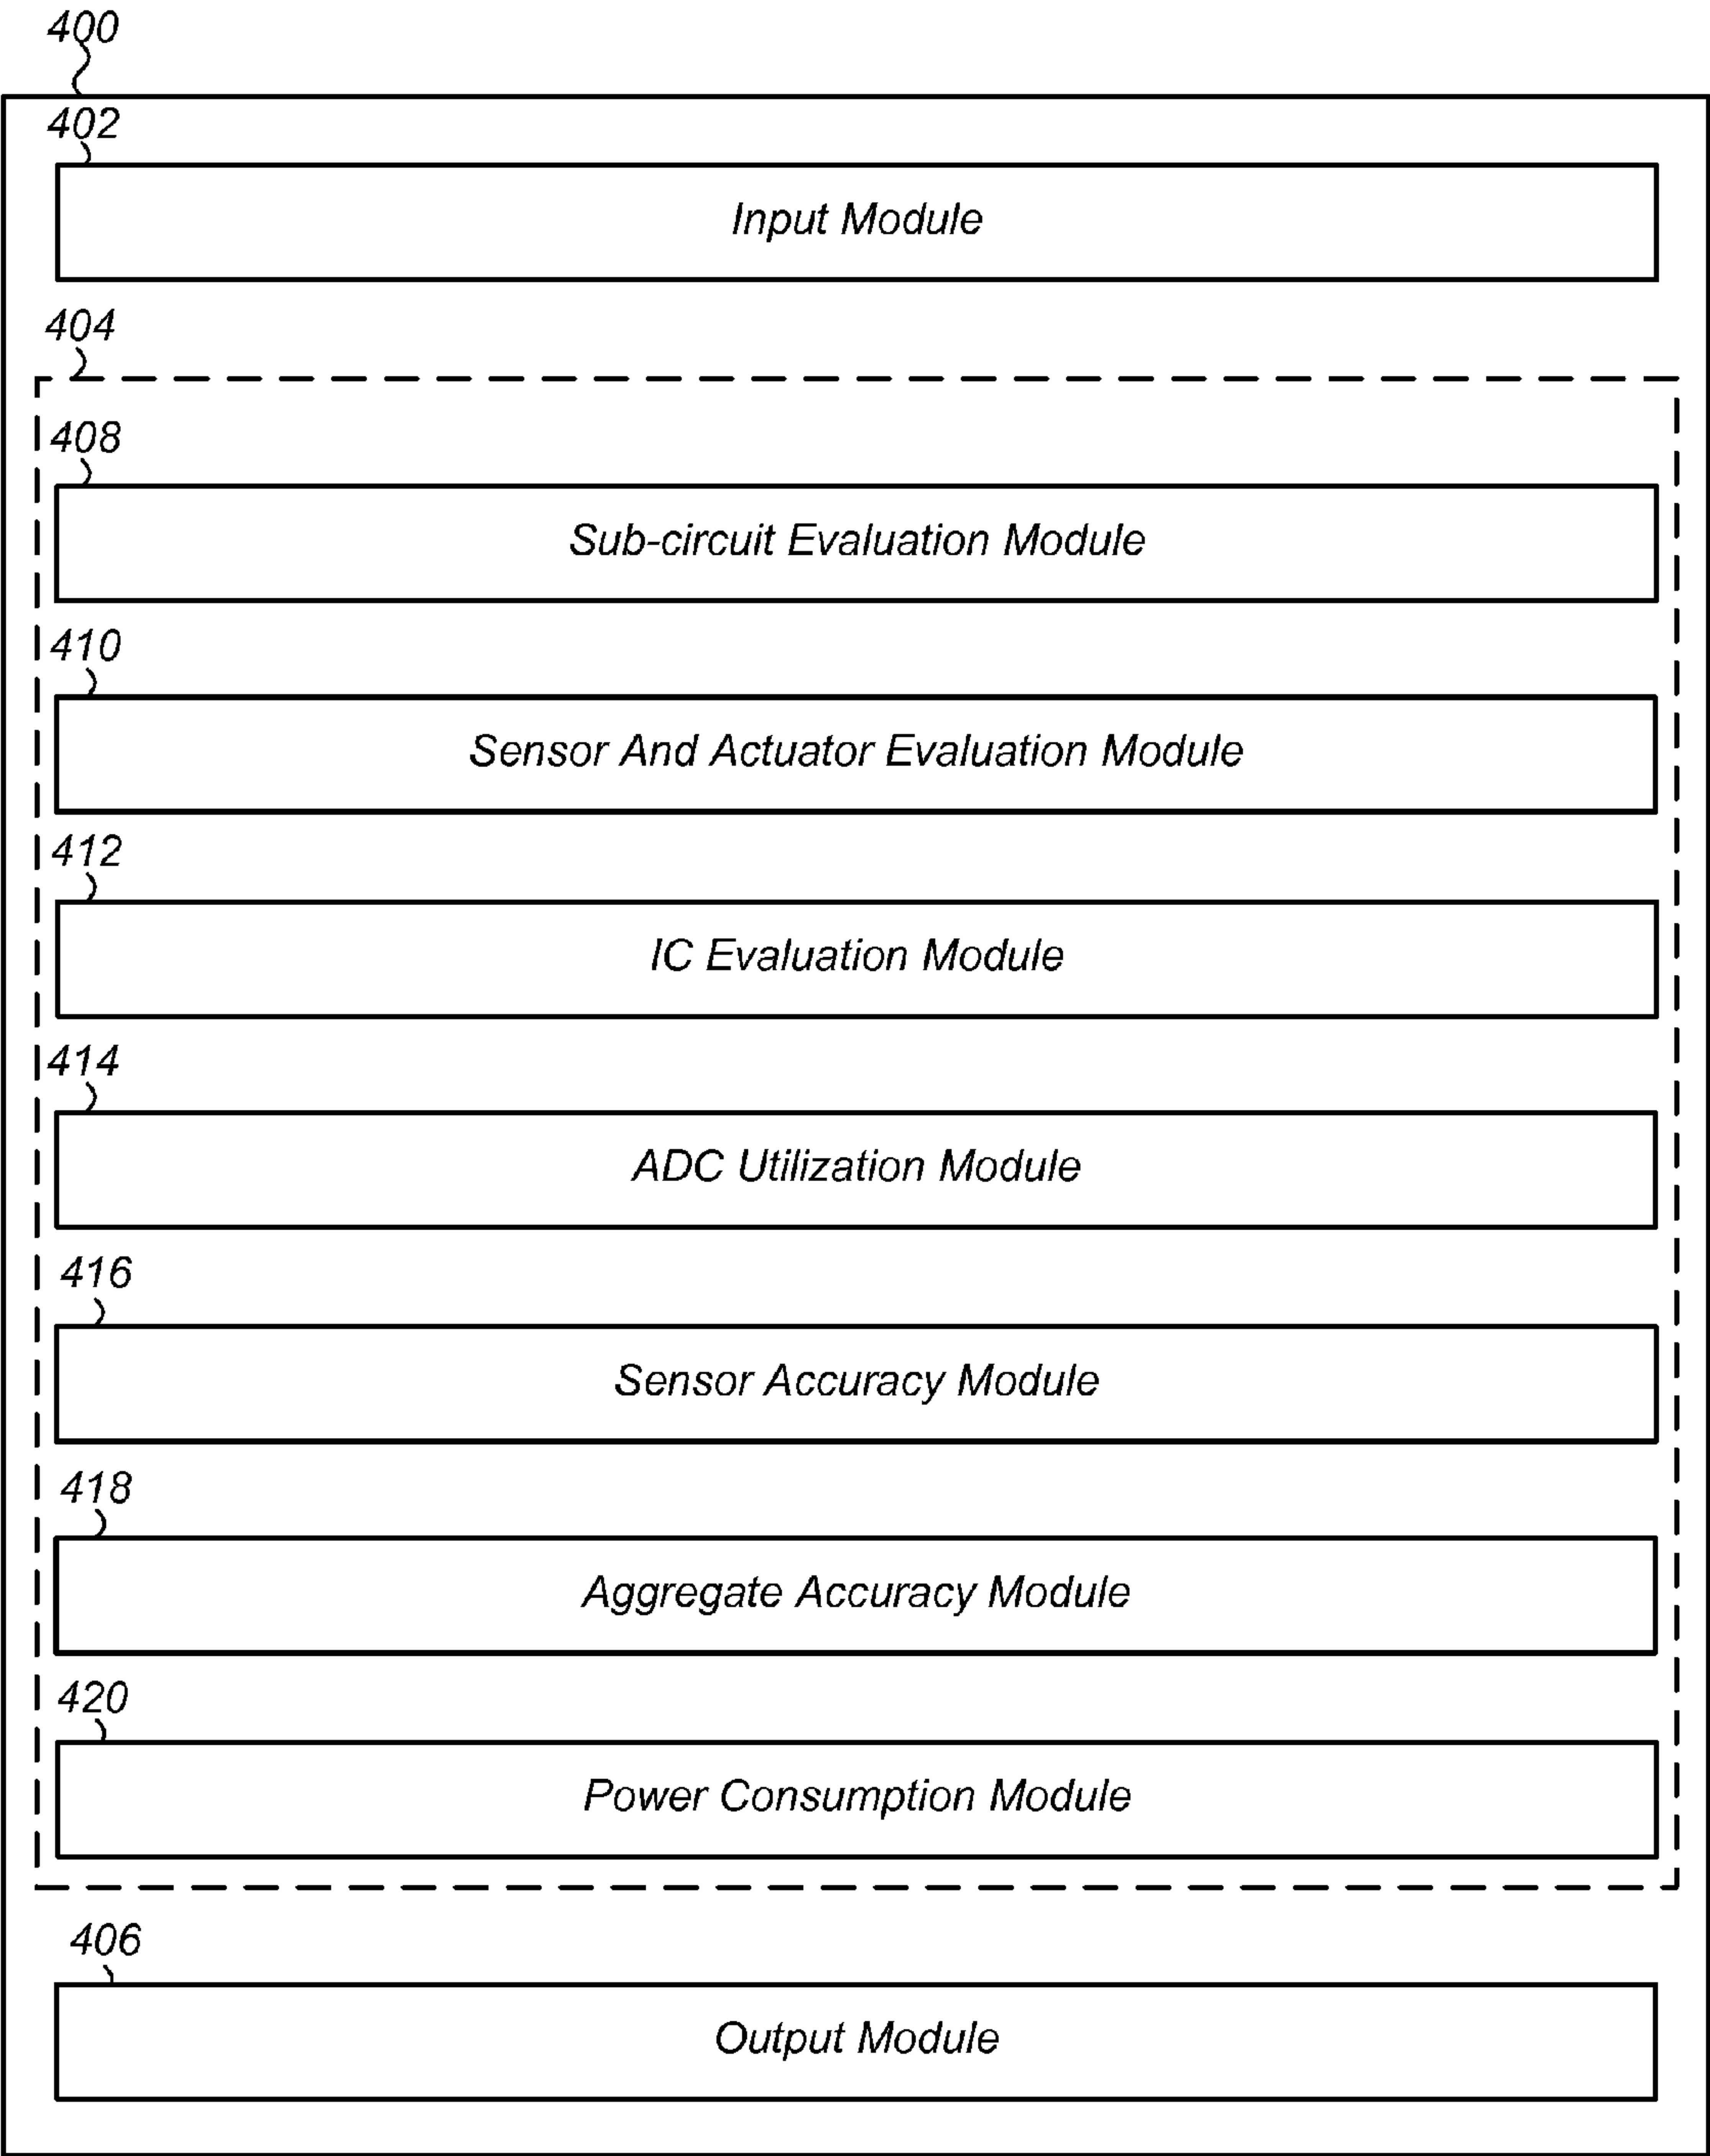 400
402
Input Module
404
408
Sub-circuit Evaluation Module
410
Sensor And Actuator Evaluation Module
412
IC Evaluation Module
414
ADC Utilization Module
416
Sensor Accuracy Module
418
Aggregate Accuracy Module
420
Power Consumption Module
406
Output Module